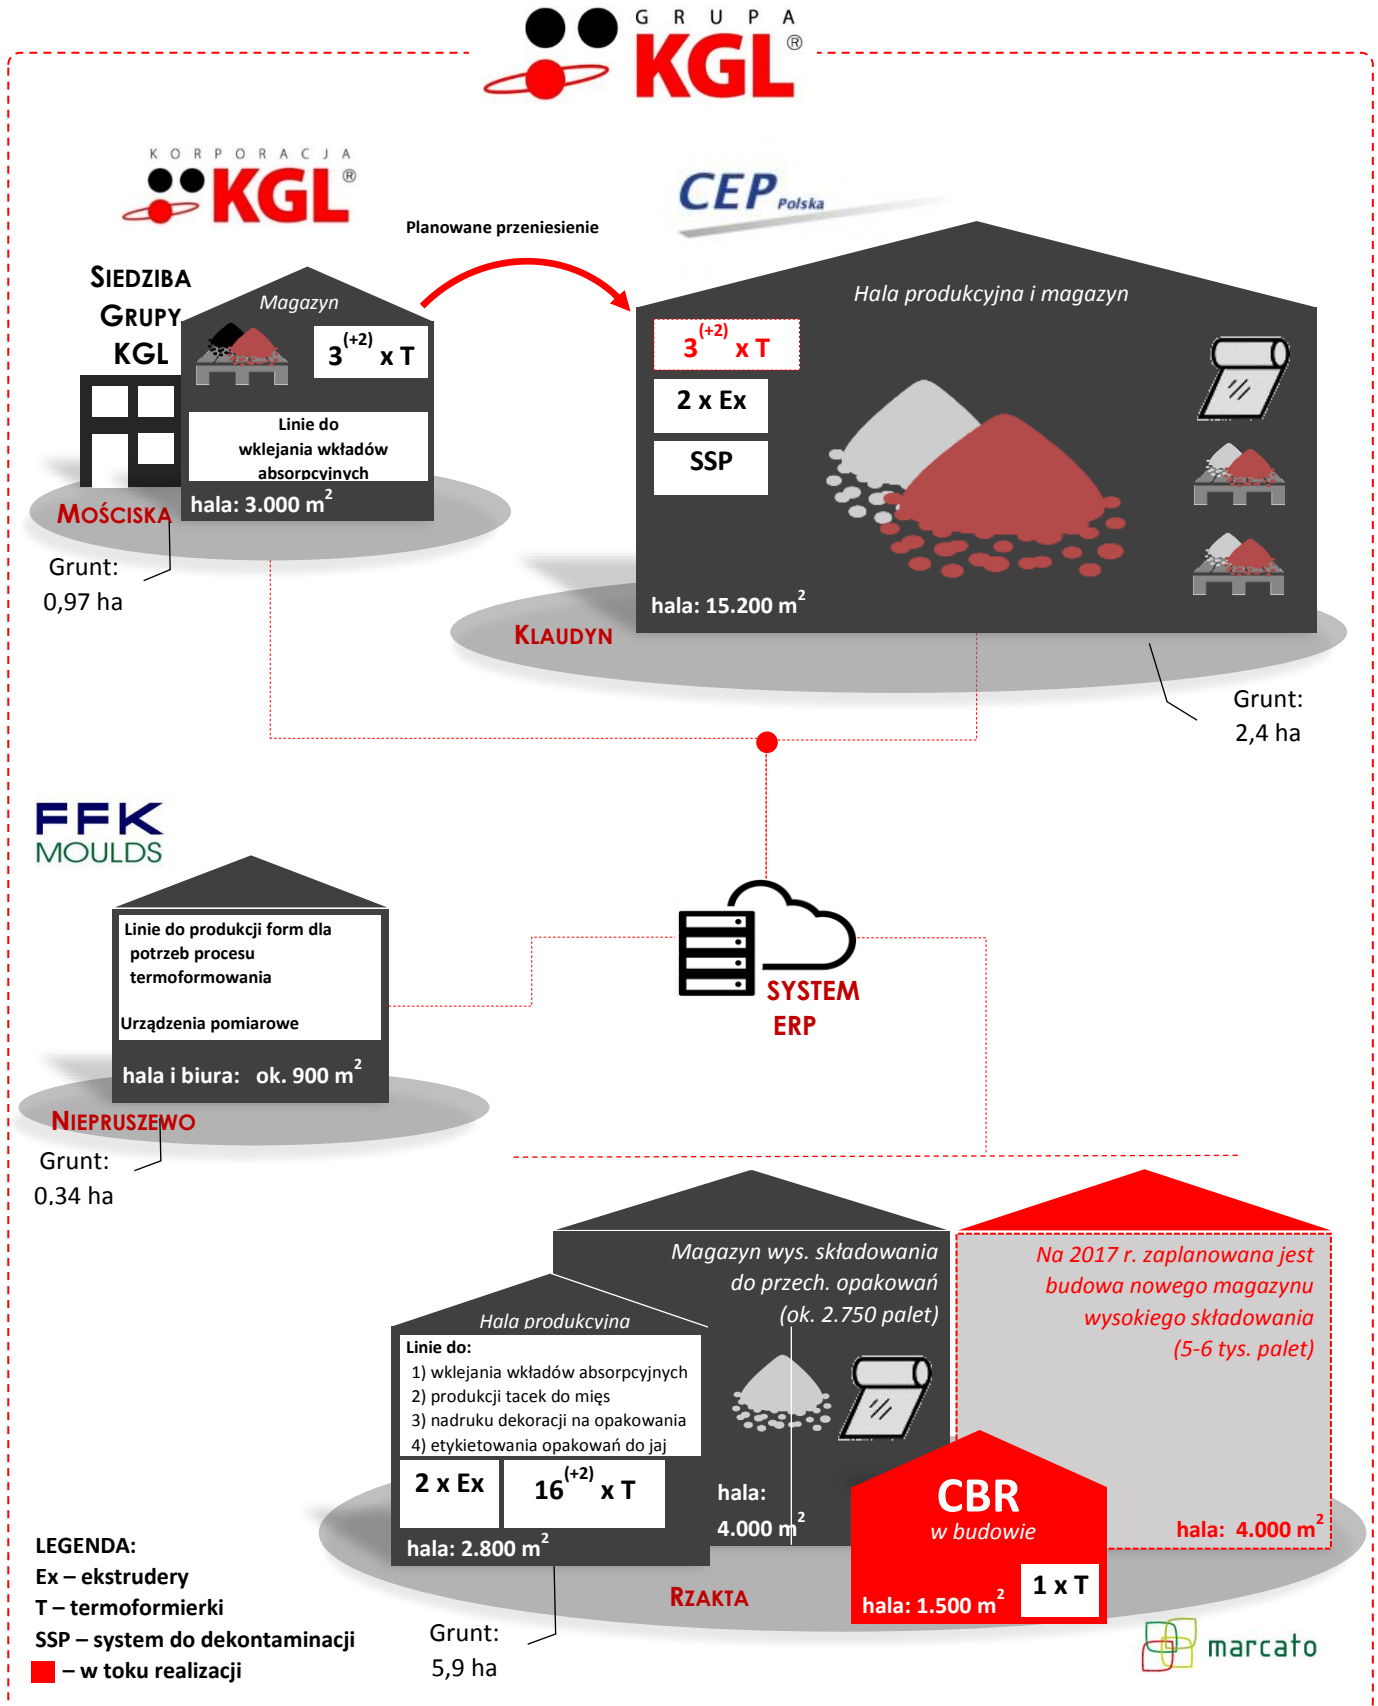 GRUPA
KGL®
KORPORACJA
KGL®
CEP Polska
Planowane przeniesienie
SIEDZIBA
GRUPY
KGL
Magazyn
3(+2) x T
Linie do
wklejania wkładów
absorpcyjnych
hala: 3.000 m2
MOŚCISKA
Grunt:
0,97 ha
Hala produkcyjna i magazyn
3(+2) x T
2 x Ex
SSP
hala: 15.200 m2
KLAUDYN
Grunt:
2,4 ha
FFK
MOULDS
Linie do produkcji form dla
potrzeb procesu
termoformowania
Urządzenia pomiarowe
hala i biura: ok. 900 m2
NIEPRUSZEWO
Grunt:
0,34 ha
SYSTEM
ERP
Magazyn wys. składowania
do przech. opakowań
(ok. 2.750 palet)
hala:
4.000 m2
Na 2017 r. zaplanowana jest
budowa nowego magazynu
wysokiego składowania
(5-6 tys. palet)
hala: 4.000 m2
Hala produkcyjna
Linie do:
1) wklejania wkładów absorpcyjnych
2) produkcji tacek do mięs
3) nadruku dekoracji na opakowania
4) etykietowania opakowań do jaj
2 x Ex
16(+2) x T
hala: 2.800 m2
CBR
w budowie
1 x T
hala: 1.500 m2
RZAKTA
Grunt:
5,9 ha
marcato
LEGENDA:
Ex – ekstrudery
T – termoformierki
SSP – system do dekontaminacji
– w toku realizacji